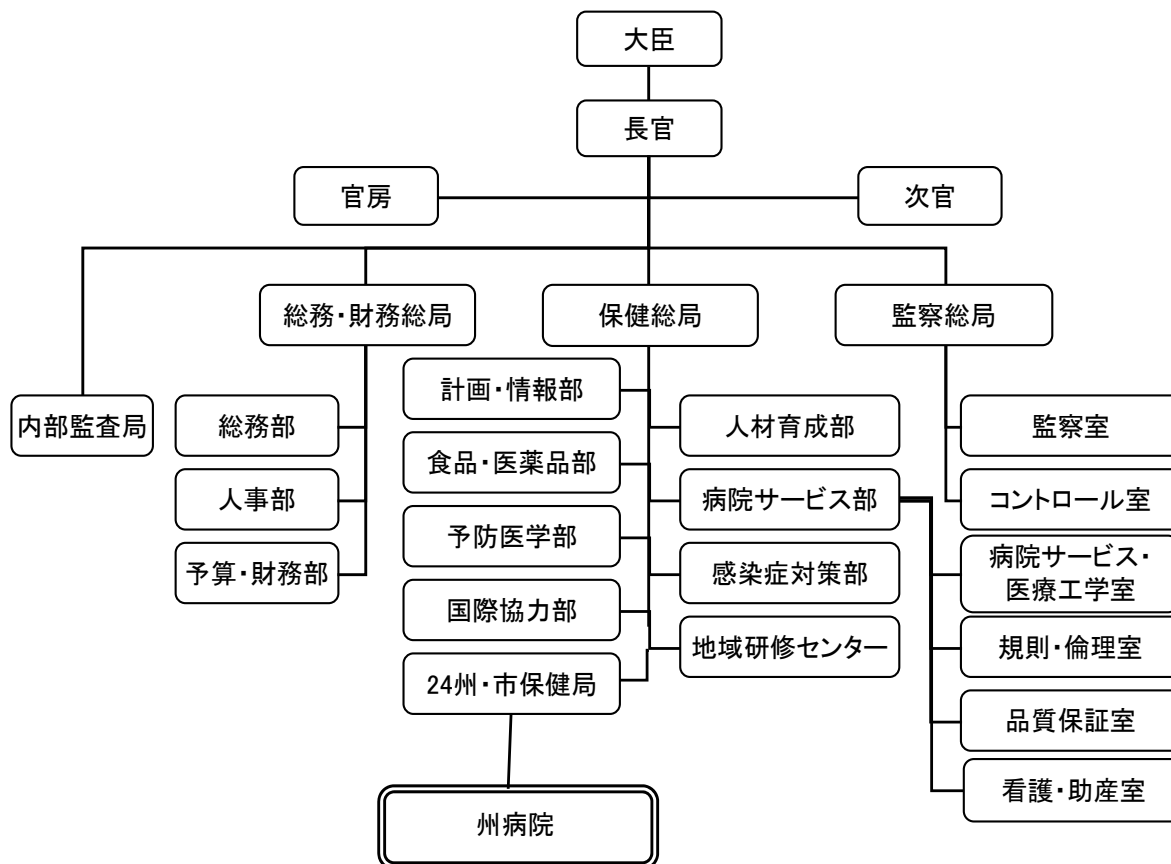 大臣
長官
官房
次官
総務・財務総局
保健総局
監察総局
計画・情報部
内部監査局
総務部
人材育成部
監察室
食品・医薬品部
人事部
病院サービス部
コントロール室
予防医学部
予算・財務部
感染症対策部
病院サービス・
医療工学室
国際協力部
地域研修センター
規則・倫理室
24州・市保健局
品質保証室
看護・助産室
州病院